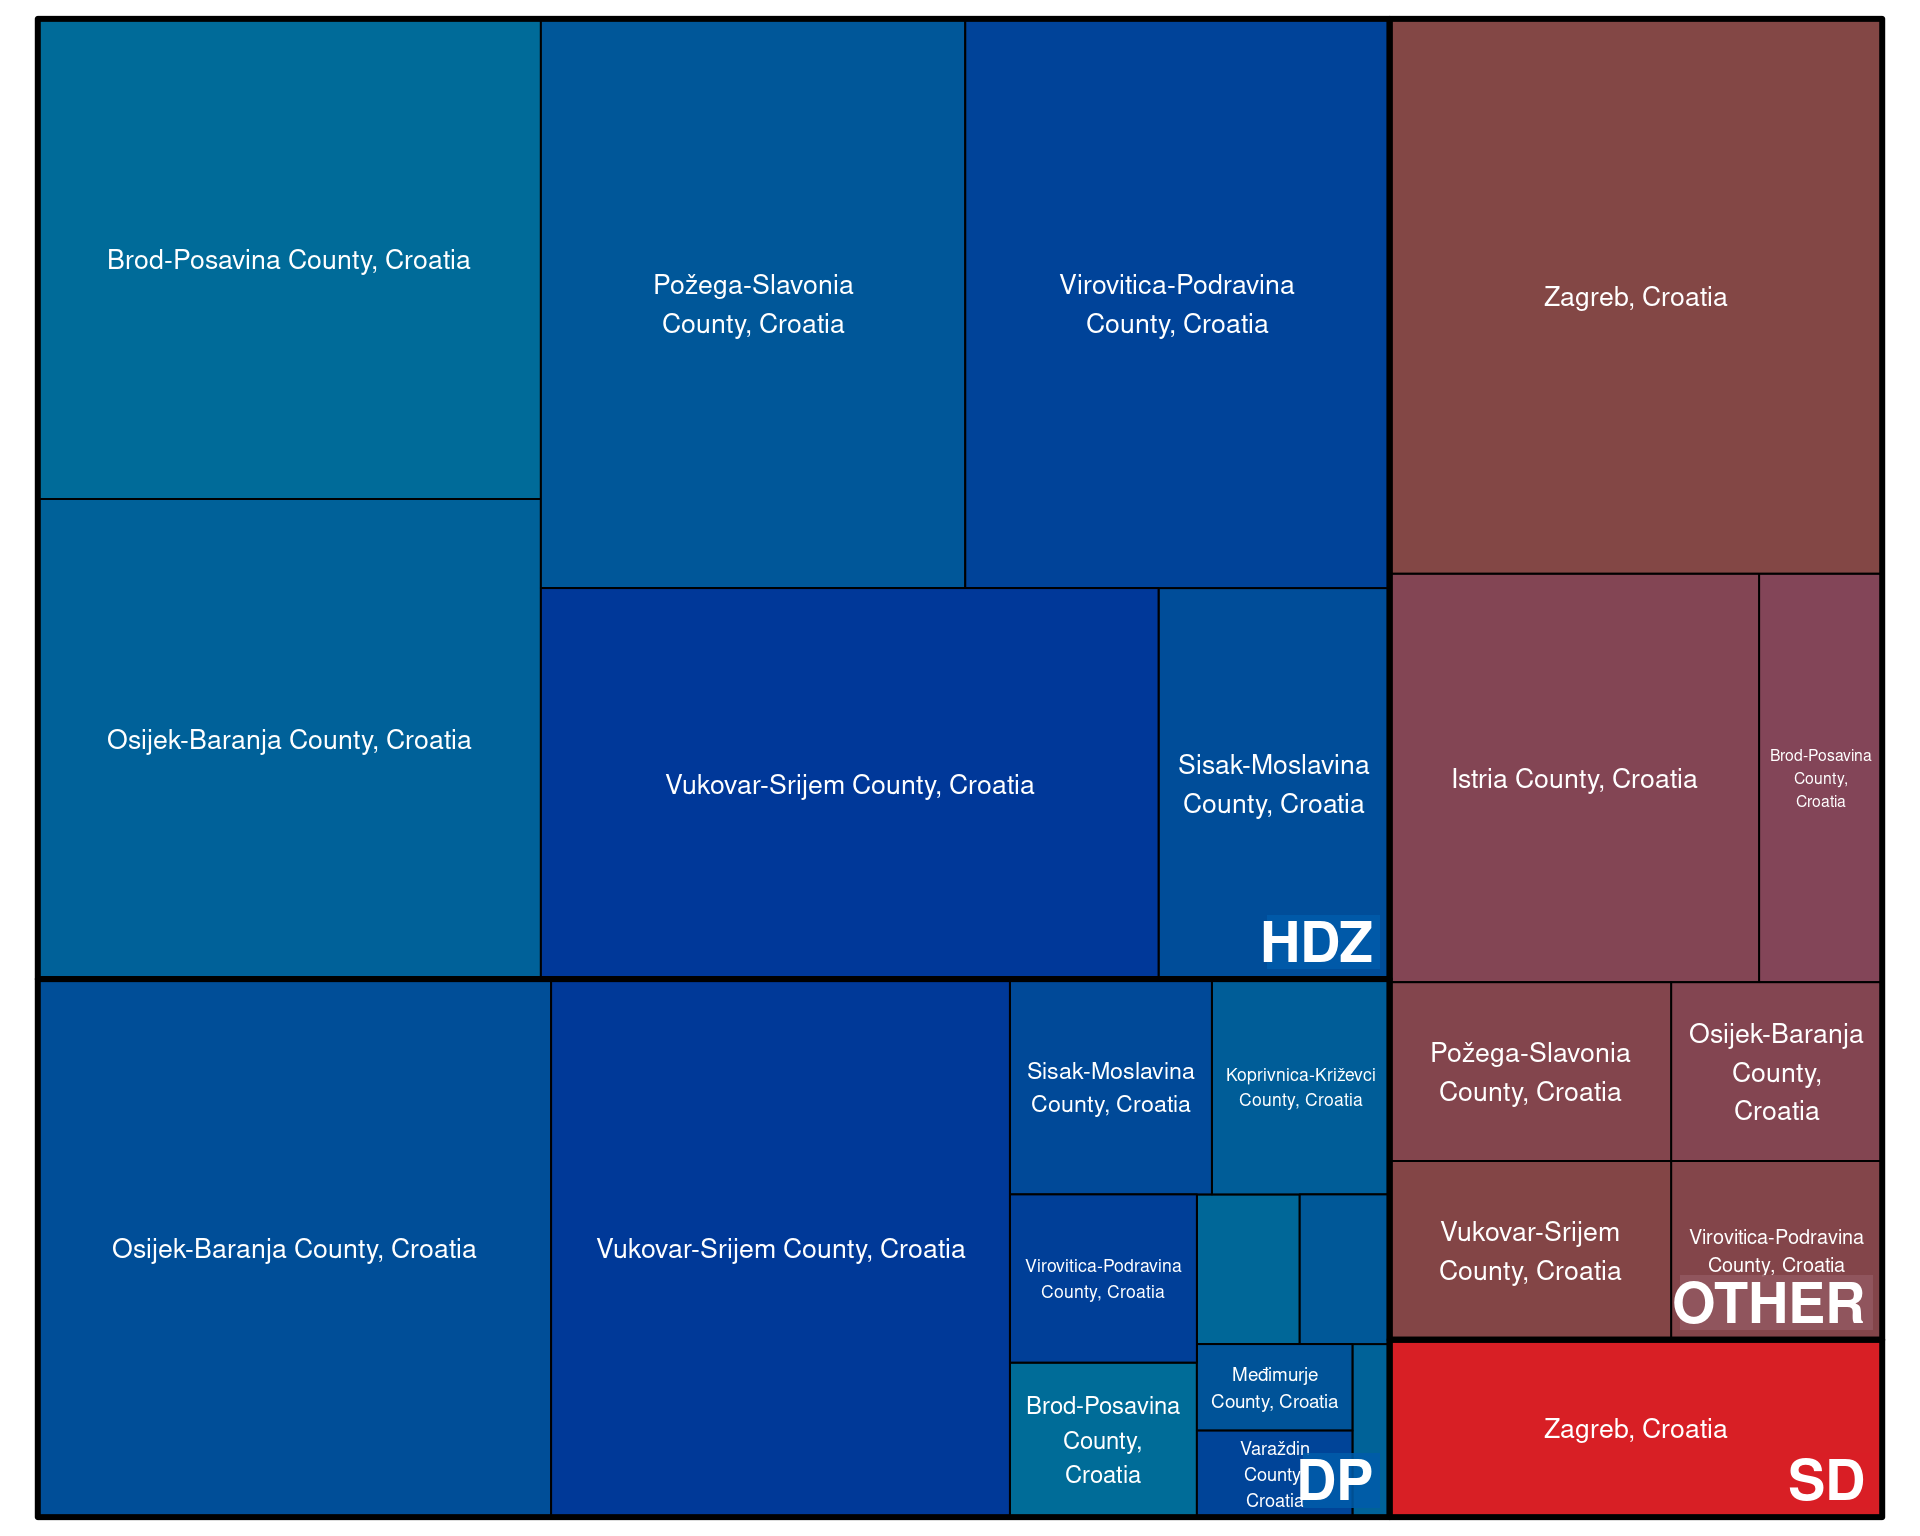 Brod-Posavina County, Croatia
Osijek-Baranja County, Croatia
Požega-Slavonia
County, Croatia
Virovitica-Podravina
County, Croatia
Vukovar-Srijem County, Croatia
Sisak-Moslavina
County, Croatia
HDZ
Osijek-Baranja County, Croatia
Vukovar-Srijem County, Croatia
Sisak-Moslavina
County, Croatia
Koprivnica-Križevci
County, Croatia
Virovitica-Podravina
County, Croatia
Brod-Posavina
County,
Croatia
Međimurje
County, Croatia
Varaždin
County
Croatia
DP
Zagreb, Croatia
Istria County, Croatia
Brod-Posavina
County,
Croatia
Požega-Slavonia
County, Croatia
Osijek-Baranja
County,
Croatia
Vukovar-Srijem
County, Croatia
Virovitica-Podravina
County, Croatia
OTHER
Zagreb, Croatia
SD